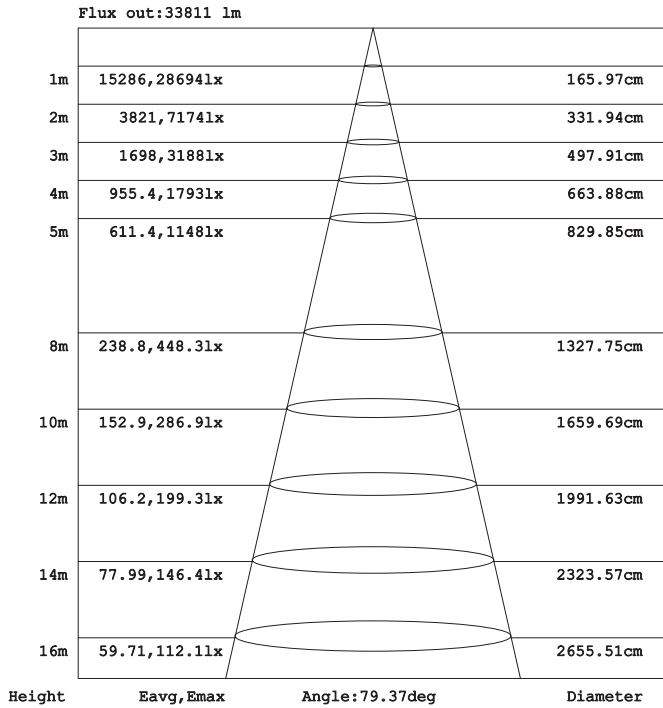 Flux out:33811 lm
1m 15286,28694lx 165.97cm
2m 3821,7174lx 331.94cm
3m 1698,3188lx 497.91cm
4m 955.4,1793lx 663.88cm
5m 611.4,1148lx 829.85cm
8m 238.8,448.3lx 1327.75cm
10m 152.9,286.9lx 1659.69cm
12m 106.2,199.3lx 1991.63cm
14m 77.99,146.4lx 2323.57cm
16m 59.71,112.1lx 2655.51cm
Height Eavg,Emax Angle:79.37deg Diameter